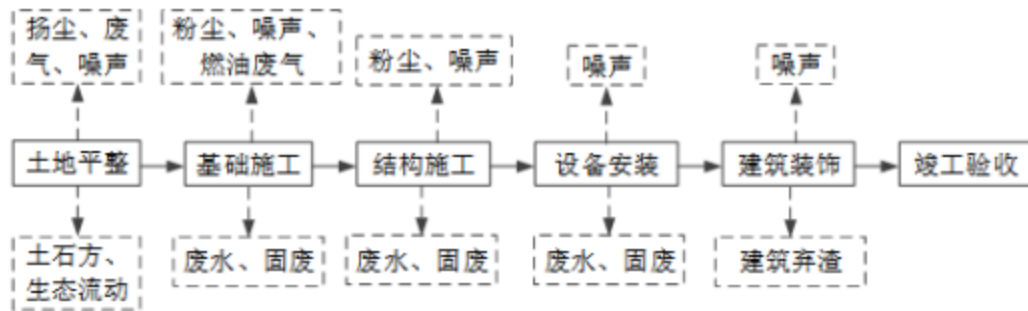 扬尘、废
气、噪声
粉尘、噪声、
燃油废气
粉尘、噪声
噪声
噪声
土地平整
基础施工
结构施工
设备安装
建筑装饰
竣工验收
土石方、
生态流动
废水、固废
废水、固废
废水、固废
建筑弃渣